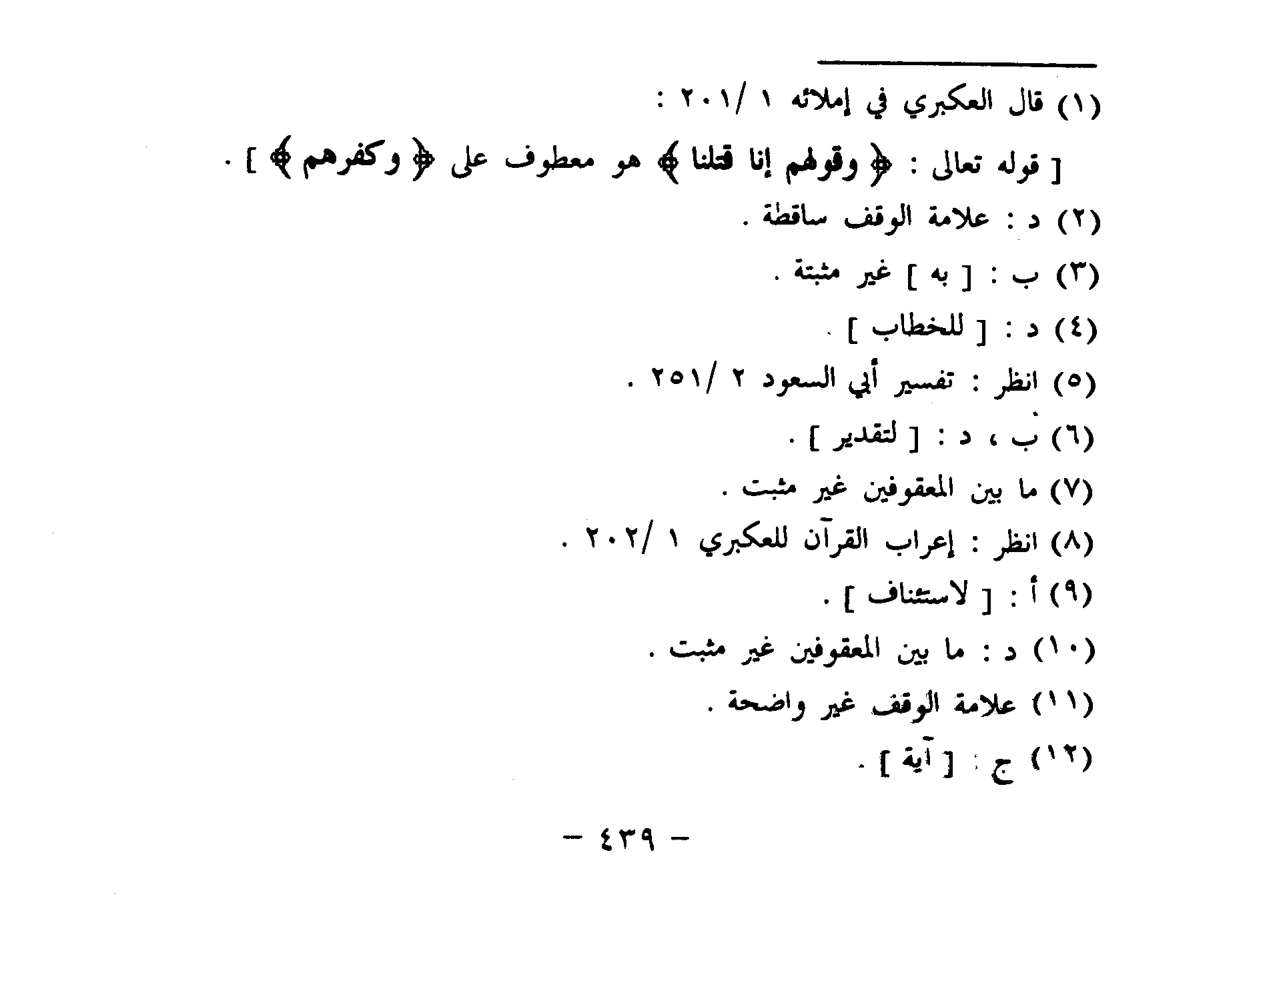 (١) قال العكبري في إملائه ١ /٢٠١ :
[ قوله تعالى : ﴿ وقولهم إنا قتلنا ﴾ هو معطوف على ﴿ وكفرهم ﴾ ] .
(٢) د : علامة الوقف ساقطة .
(٣) ب : [ به ] غير مثبتة .
(٤) د : [ للخطاب ] .
(٥) انظر : تفسير أبي السعود ٢ /٢٥١ .
(٦) ب ، د : [ لتقدير ] .
(٧) ما بين المعقوفين غير مثبت .
(٨) انظر : إعراب القرآن للعكبري ١ /٢٠٢ .
(٩) أ : [ لاستئناف ] .
(١٠) د : ما بين المعقوفين غير مثبت .
(١١) علامة الوقف غير واضحة .
(١٢) ج : [ آية ] .
– ٤٣٩ –